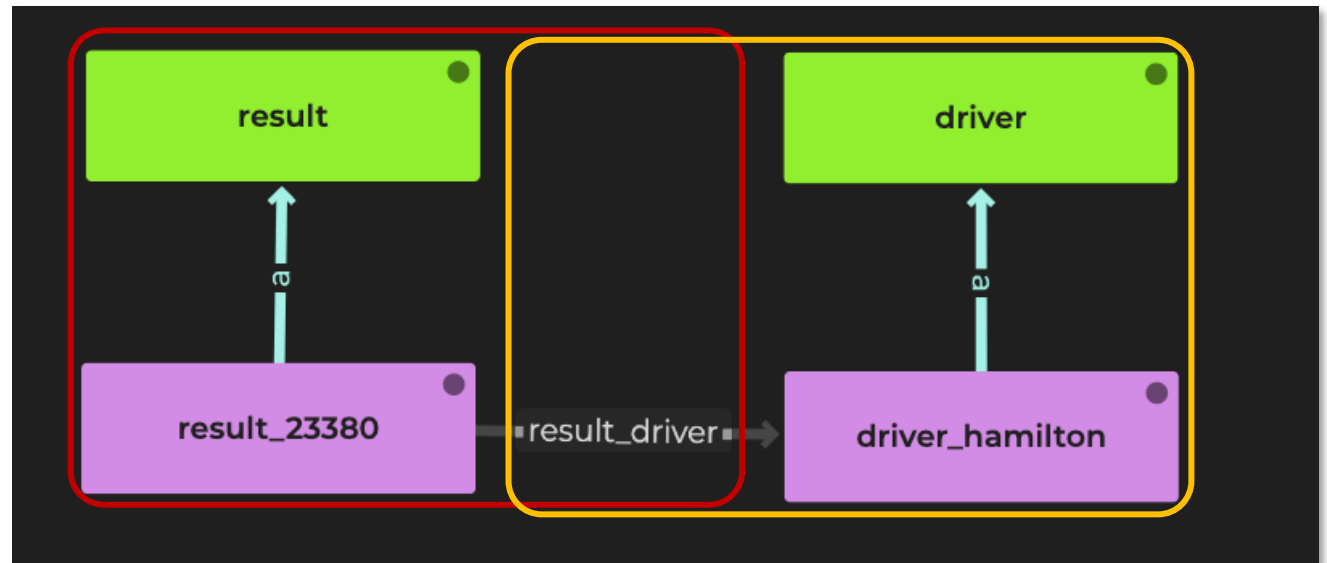 result
driver
a
a
result_23380
result_driver
driver_hamilton